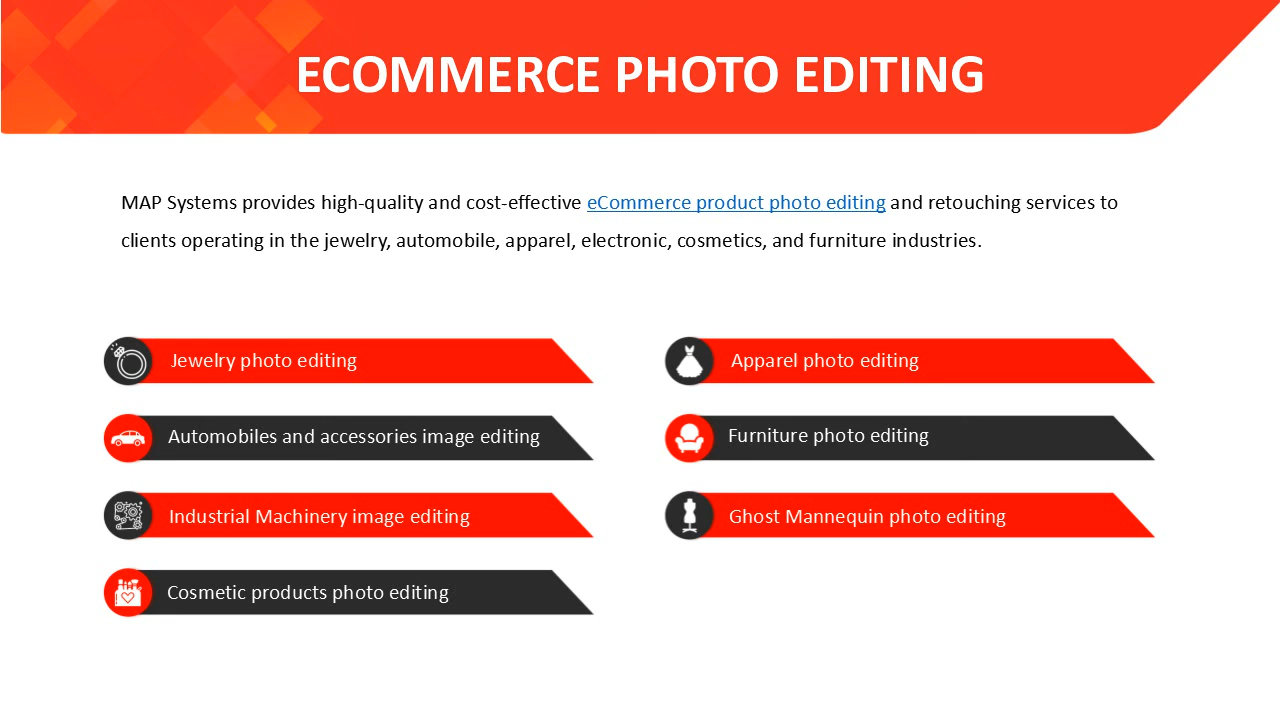 ECOMMERCE PHOTO EDITING
MAP Systems provides high-quality and cost-effective eCommerce product photo editing and retouching services to
clients operating in the jewelry, automobile, apparel, electronic, cosmetics, and furniture industries.
Jewelry photo editing
Automobiles and accessories image editing
Industrial Machinery image editing
Cosmetic products photo editing
Apparel photo editing
Furniture photo editing
Ghost Mannequin photo editing